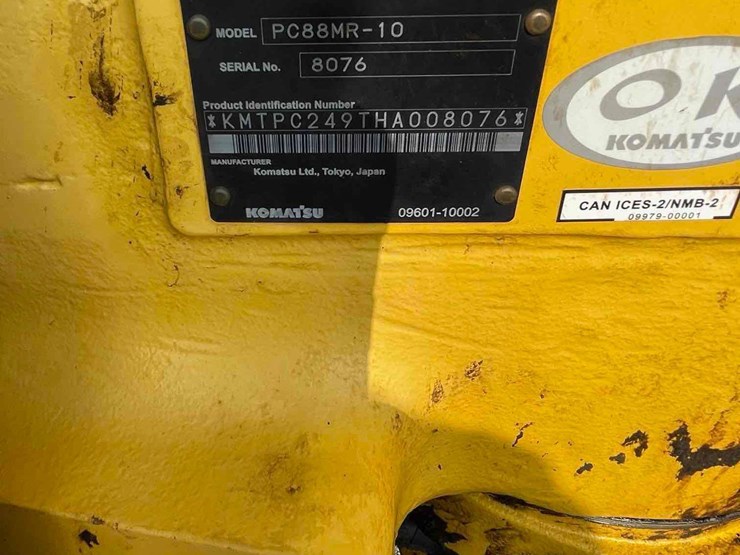 MODEL PC88MR-10
SERIAL No. 8076
Product Identification Number
*KMTPC249THA008076*
MANUFACTURER
Komatsu Ltd., Tokyo, Japan
KOMATSU 09601-10002
OK
KOMATSU
CAN ICES-2/NMB-2
09979-00001